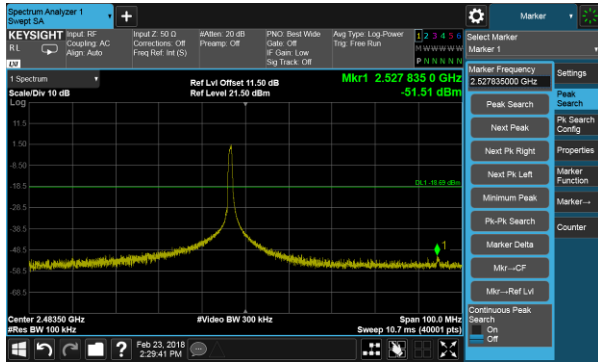 Spectrum Analyzer 1
Swept SA
Marker
KEYSIGHT
RL
Input: RF
Coupling: AC
Align: Auto
Input Z: 50 Ω
Corrections: Off
Freq Ref: Int (S)
#Atten: 20 dB
Preamp: Off
PNO: Best Wide
Gate: Off
IF Gain: Low
Sig Track: Off
Avg Type: Log-Power
Trig: Free Run
1 2 3 4 5 6
M W W W W W
P N N N N N
Select Marker
Marker 1
1 Spectrum
Scale/Div 10 dB
Log
Ref Lvl Offset 11.50 dB
Ref Level 21.50 dBm
Mkr1 2.527 835 0 GHz
-51.51 dBm
11.5
1.50
-8.50
-18.5
-28.5
-38.5
-48.5
-58.5
-68.5
DL1 -18.69 dBm
1
Center 2.48350 GHz
#Res BW 100 kHz
#Video BW 300 kHz
Span 100.0 MHz
Sweep 10.7 ms (40001 pts)
Marker Frequency
2.527835000 GHz
Peak Search
Next Peak
Next Pk Right
Next Pk Left
Minimum Peak
Pk-Pk Search
Marker Delta
Mkr→CF
Mkr→Ref Lvl
Continuous Peak
Search
On
Off
Settings
Peak
Search
Pk Search
Config
Properties
Marker
Function
Marker→
Counter
Feb 23, 2018
2:29:41 PM